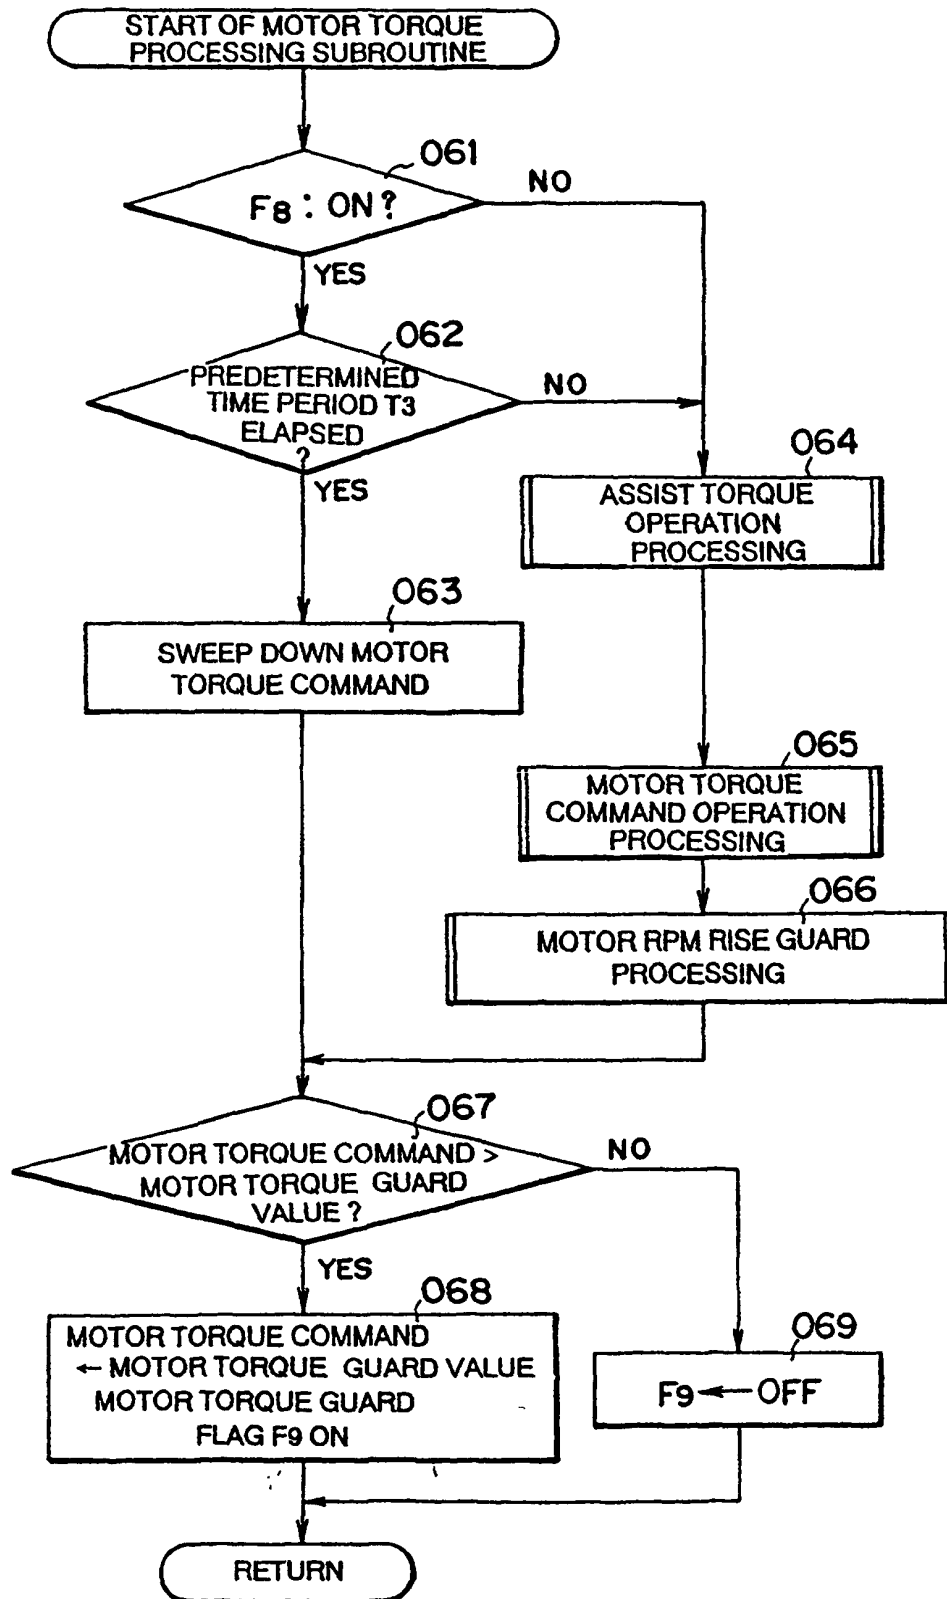 START OF MOTOR TORQUE
PROCESSING SUBROUTINE
061
F8 : ON ?
NO
YES
062
PREDETERMINED
TIME PERIOD T3
ELAPSED
?
NO
YES
063
SWEEP DOWN MOTOR
TORQUE COMMAND
064
ASSIST TORQUE
OPERATION
PROCESSING
065
MOTOR TORQUE
COMMAND OPERATION
PROCESSING
066
MOTOR RPM RISE GUARD
PROCESSING
067
MOTOR TORQUE COMMAND >
MOTOR TORQUE GUARD
VALUE ?
NO
YES
068
MOTOR TORQUE COMMAND
← MOTOR TORQUE GUARD VALUE
MOTOR TORQUE GUARD
FLAG F9 ON
069
F9 ← OFF
RETURN